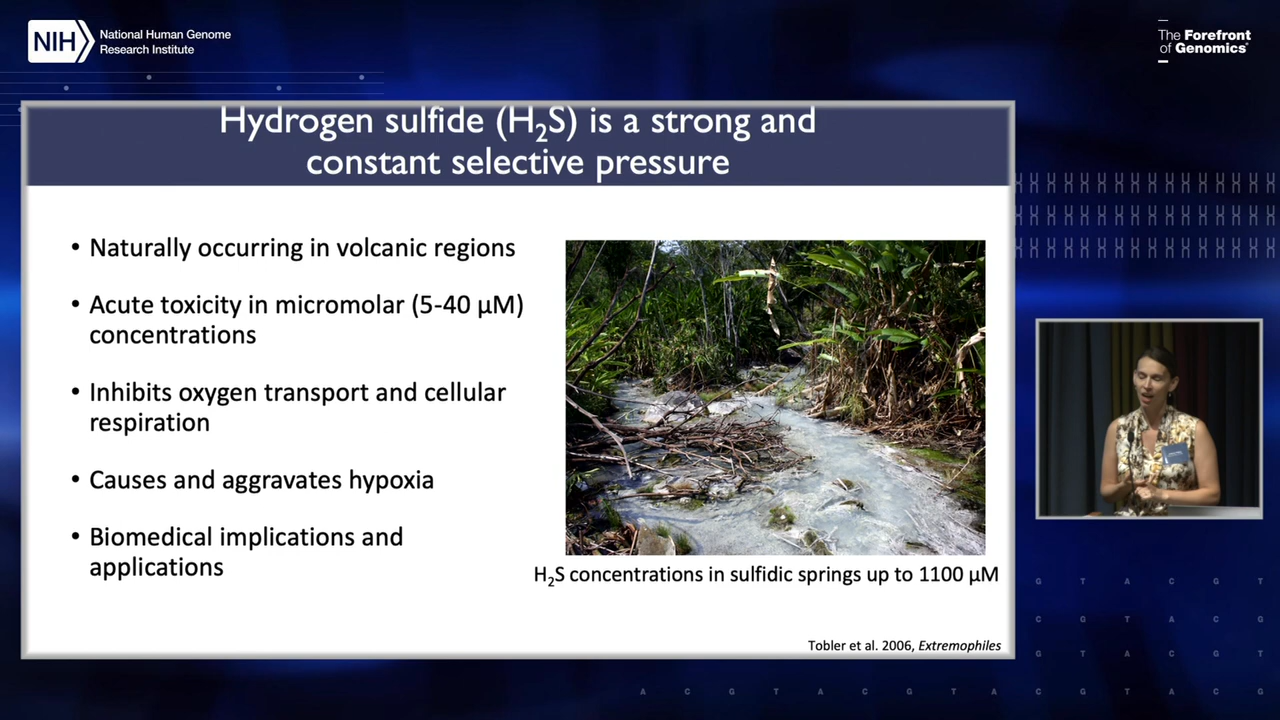 NIH National Human Genome
Research Institute
The Forefront
of Genomics®
Hydrogen sulfide (H₂S) is a strong and
constant selective pressure
• Naturally occurring in volcanic regions
• Acute toxicity in micromolar (5-40 µM)
concentrations
• Inhibits oxygen transport and cellular
respiration
• Causes and aggravates hypoxia
• Biomedical implications and
applications
H₂S concentrations in sulfidic springs up to 1100 µM
Tobler et al. 2006, Extremophiles
G T A C G T
C G T A C G
G T A C G T
A C G T A C G T A C G T A C G